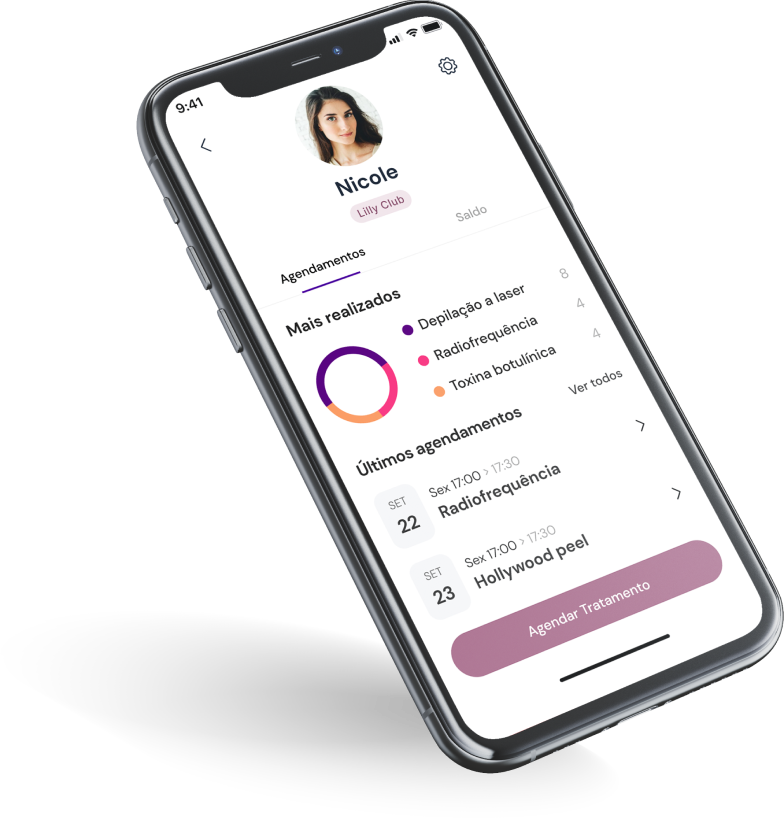 9:41
Nicole
Lilly Club
Agendamentos
Saldo
Mais realizados
Depilação a laser 8
Radiofrequência 4
Toxina botulínica 4
Últimos agendamentos
Ver todos
SET
22
Sex 17:00 > 17:30
Radiofrequência
SET
23
Sex 17:00 > 17:30
Hollywood peel
Agendar Tratamento